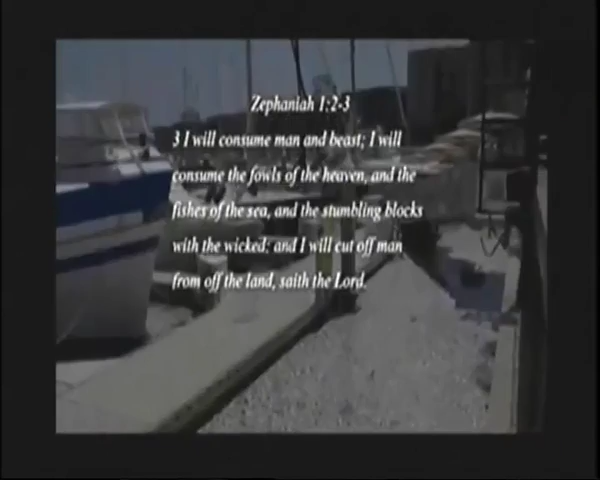 Zephaniah 1:2-3
3 I will consume man and beast; I will
consume the fowls of the heaven, and the
fishes of the sea, and the stumbling blocks
with the wicked; and I will cut off man
from off the land, saith the Lord.